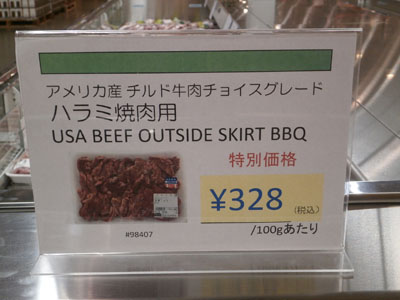 アメリカ産 チルド牛肉チョイスグレード
ハラミ焼肉用
USA BEEF OUTSIDE SKIRT BBQ
特別価格
¥328 (税込)
/100gあたり
#98407